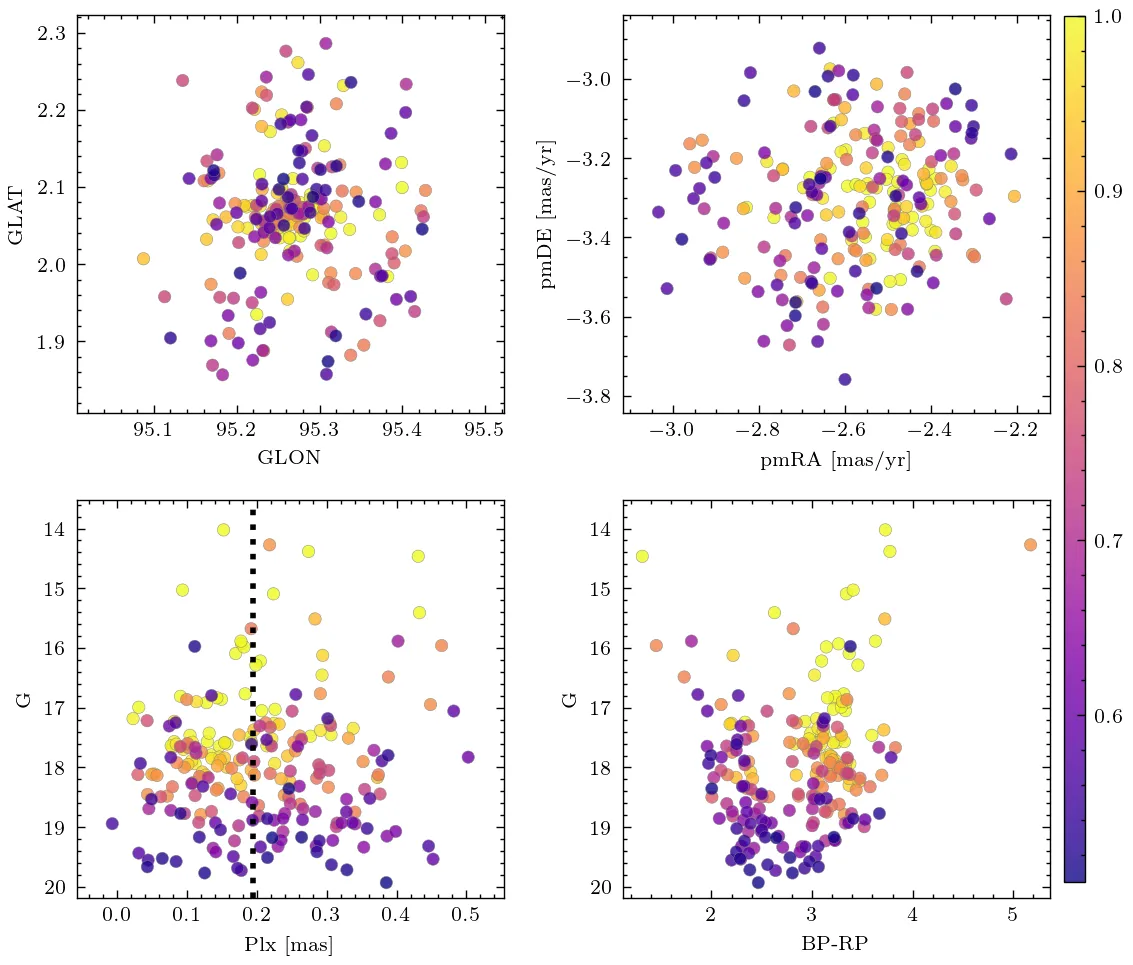 2.3
2.2
2.1
2.0
1.9
GLAT
95.1 95.2 95.3 95.4 95.5
GLON
−3.0
−3.2
−3.4
−3.6
−3.8
pmDE [mas/yr]
−3.0 −2.8 −2.6 −2.4 −2.2
pmRA [mas/yr]
1.0
0.9
0.8
0.7
0.6
14
15
16
17
18
19
20
G
0.0 0.1 0.2 0.3 0.4 0.5
Plx [mas]
14
15
16
17
18
19
20
G
2 3 4 5
BP-RP